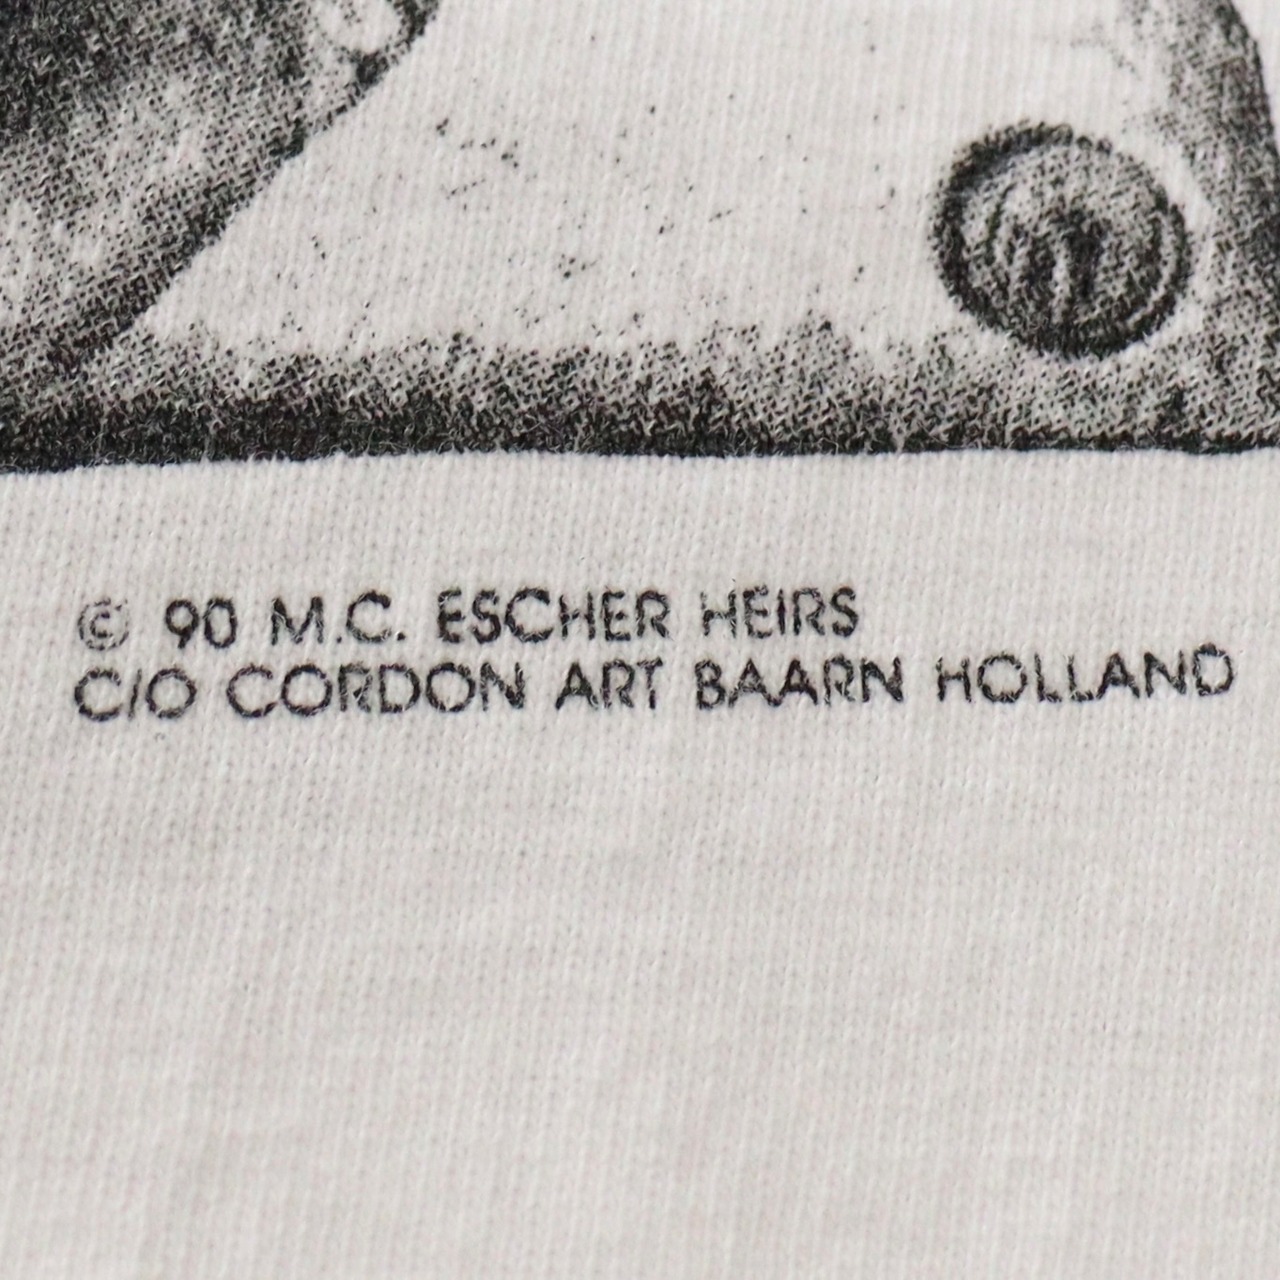 © 90 M.C. ESCHER HEIRS
C/O CORDON ART BAARN HOLLAND